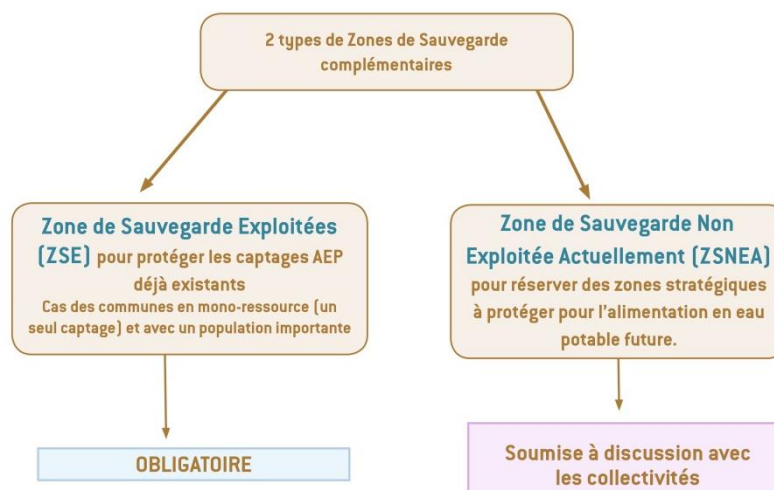 2 types de Zones de Sauvegarde
complémentaires
Zone de Sauvegarde Exploitées
(ZSE) pour protéger les captages AEP
déjà existants
Cas des communes en mono-ressource (un
seul captage) et avec un population importante
Zone de Sauvegarde Non
Exploitée Actuellement (ZSNEA)
pour réserver des zones stratégiques
à protéger pour l'alimentation en eau
potable future.
OBLIGATOIRE
Soumise à discussion avec
les collectivités